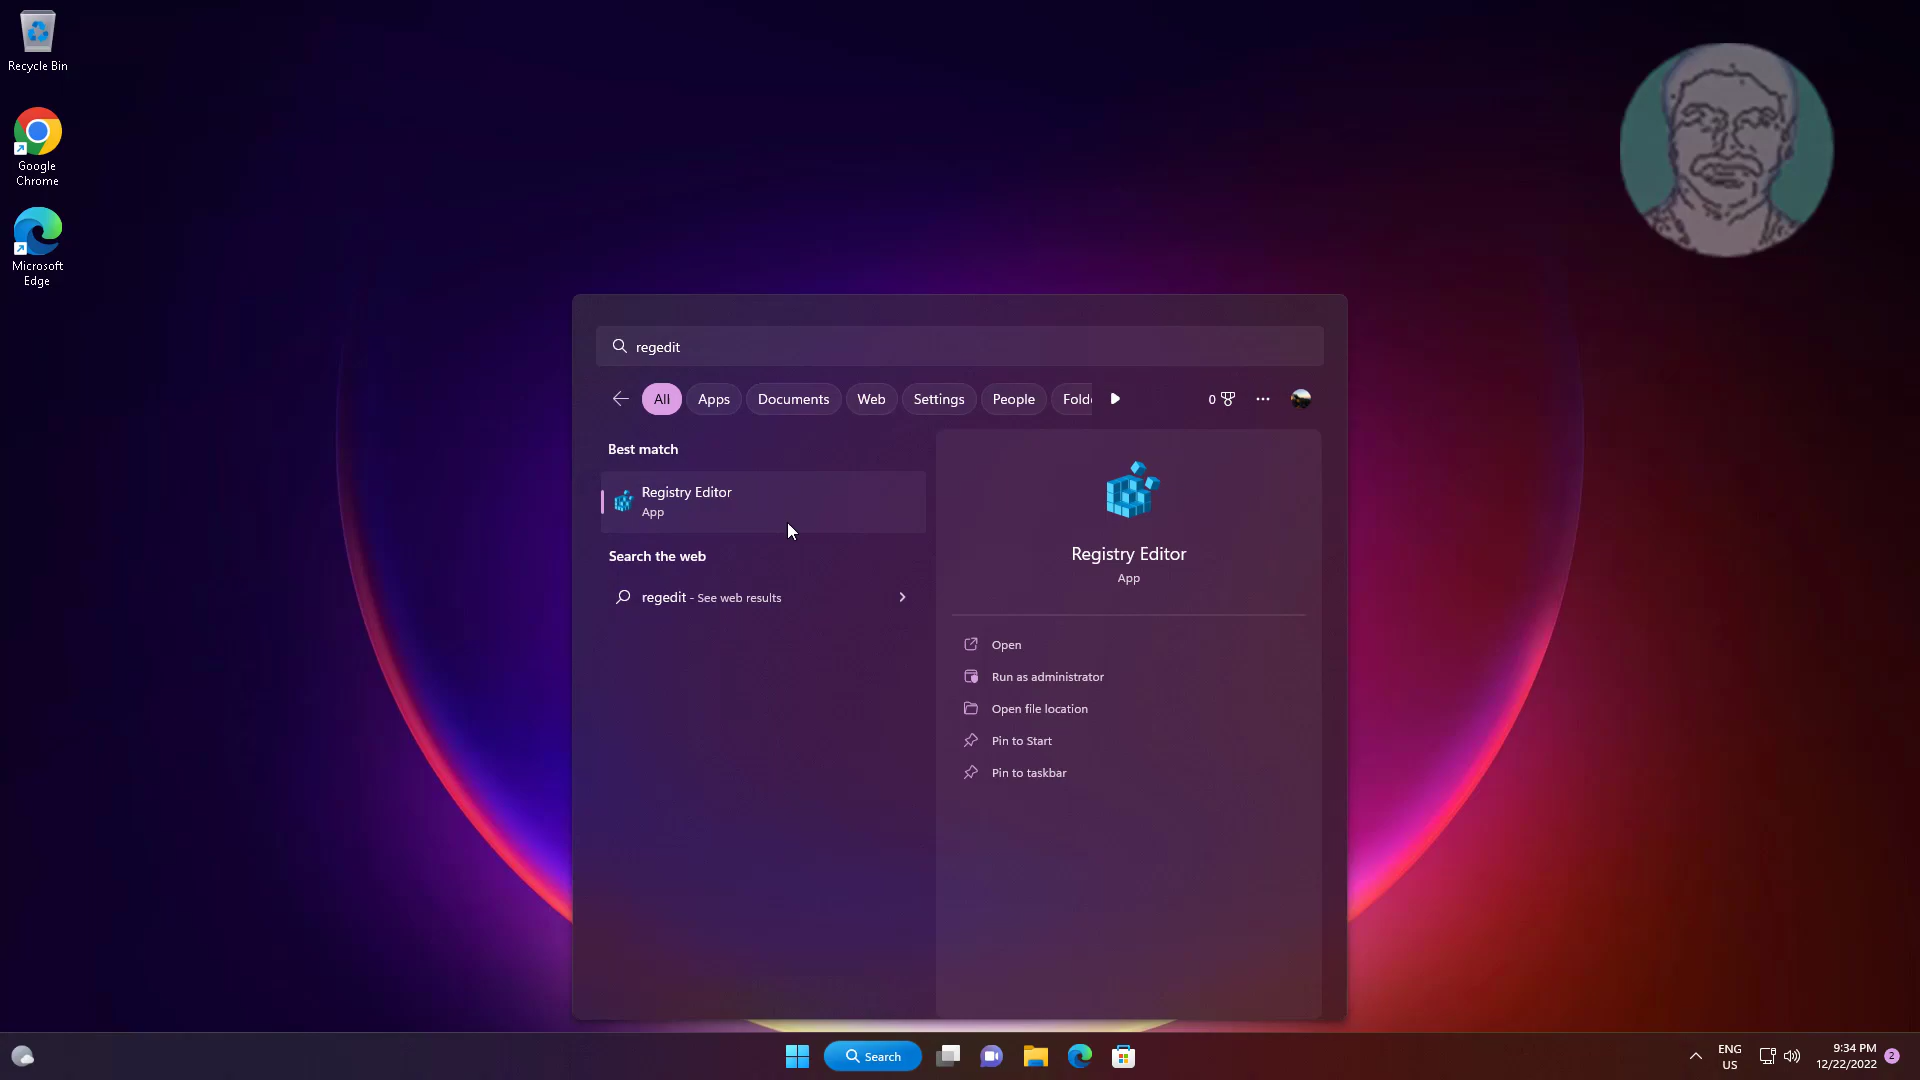 Recycle Bin
Google
Chrome
Microsoft
Edge
regedit
All Apps Documents Web Settings People Fold 0
Best match
Registry Editor
App
Search the web
regedit - See web results
Registry Editor
App
Open
Run as administrator
Open file location
Pin to Start
Pin to taskbar
Search
ENG
US
9:34 PM
12/22/2022
2